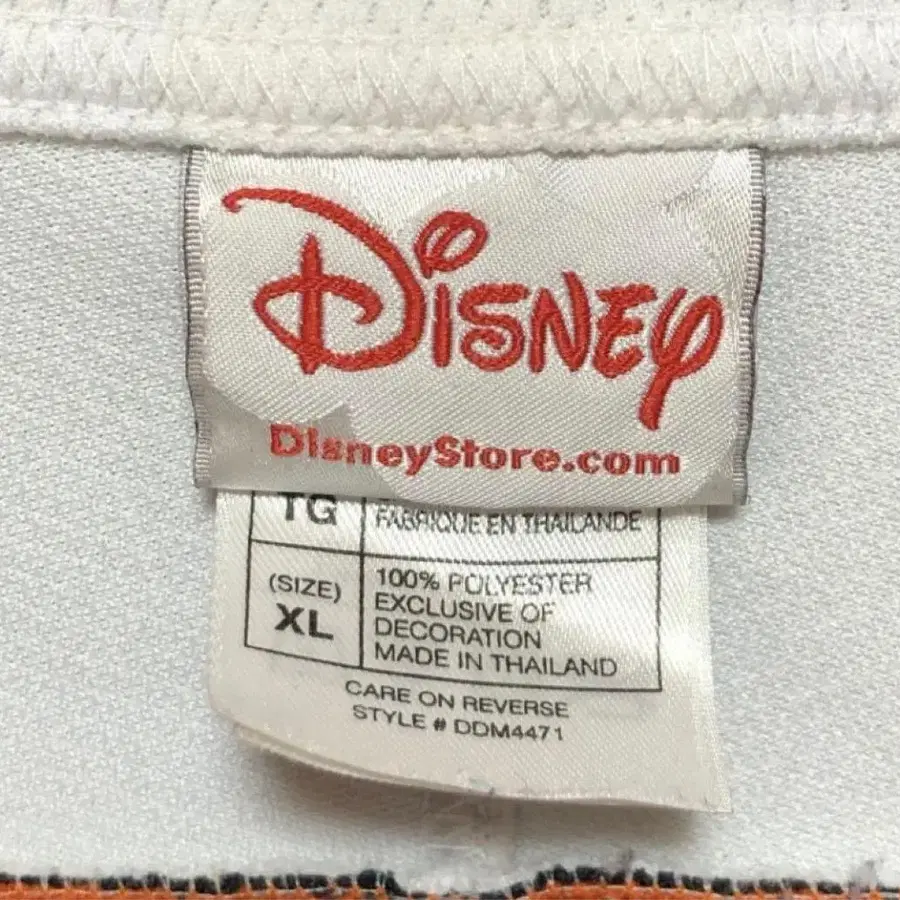 Disney
DisneyStore.com
TG
FABRIQUE EN THAILANDE
(SIZE)
XL
100% POLYESTER
EXCLUSIVE OF
DECORATION
MADE IN THAILAND
CARE ON REVERSE
STYLE # DDM4471